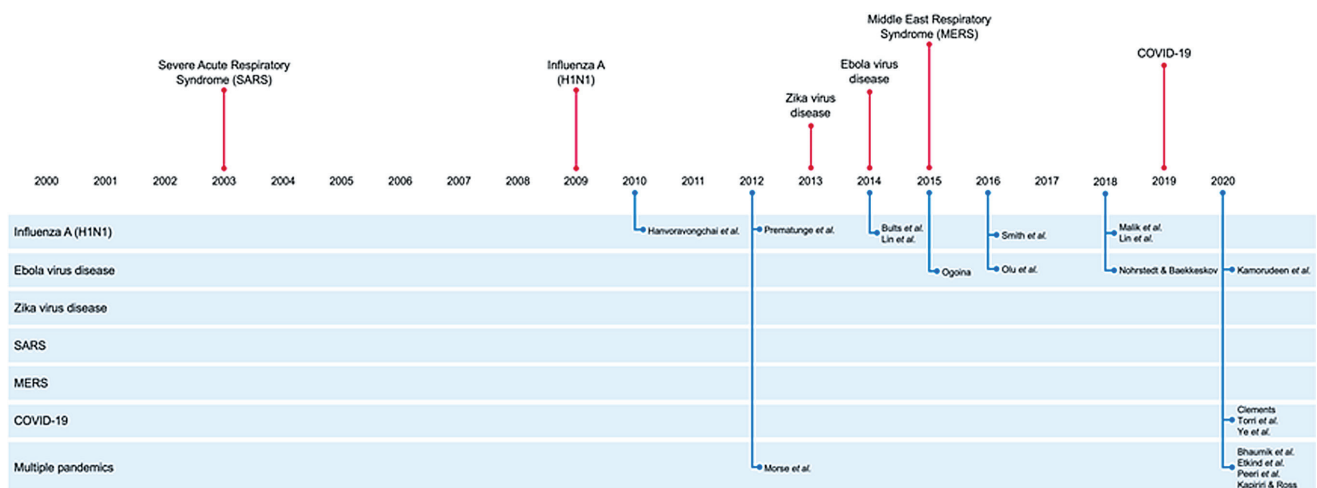 Middle East Respiratory
Syndrome (MERS)
COVID-19
Severe Acute Respiratory
Syndrome (SARS)
Influenza A
(H1N1)
Ebola virus
disease
Zika virus
disease
2000 2001 2002 2003 2004 2005 2006 2007 2008 2009 2010 2011 2012 2013 2014 2015 2016 2017 2018 2019 2020
Influenza A (H1N1)
Hanvoravongchai et al.
Prematunge et al.
Bults et al.
Lin et al.
Smith et al.
Malik et al.
Lin et al.
Ebola virus disease
Ogoina
Olu et al.
Nohrstedt & Baekkeskov
Kamorudeen et al.
Zika virus disease
SARS
MERS
COVID-19
Clements
Torri et al.
Ye et al.
Multiple pandemics
Morse et al.
Bhaumik et al.
Etkind et al.
Peeri et al.
Kapiriri & Ross